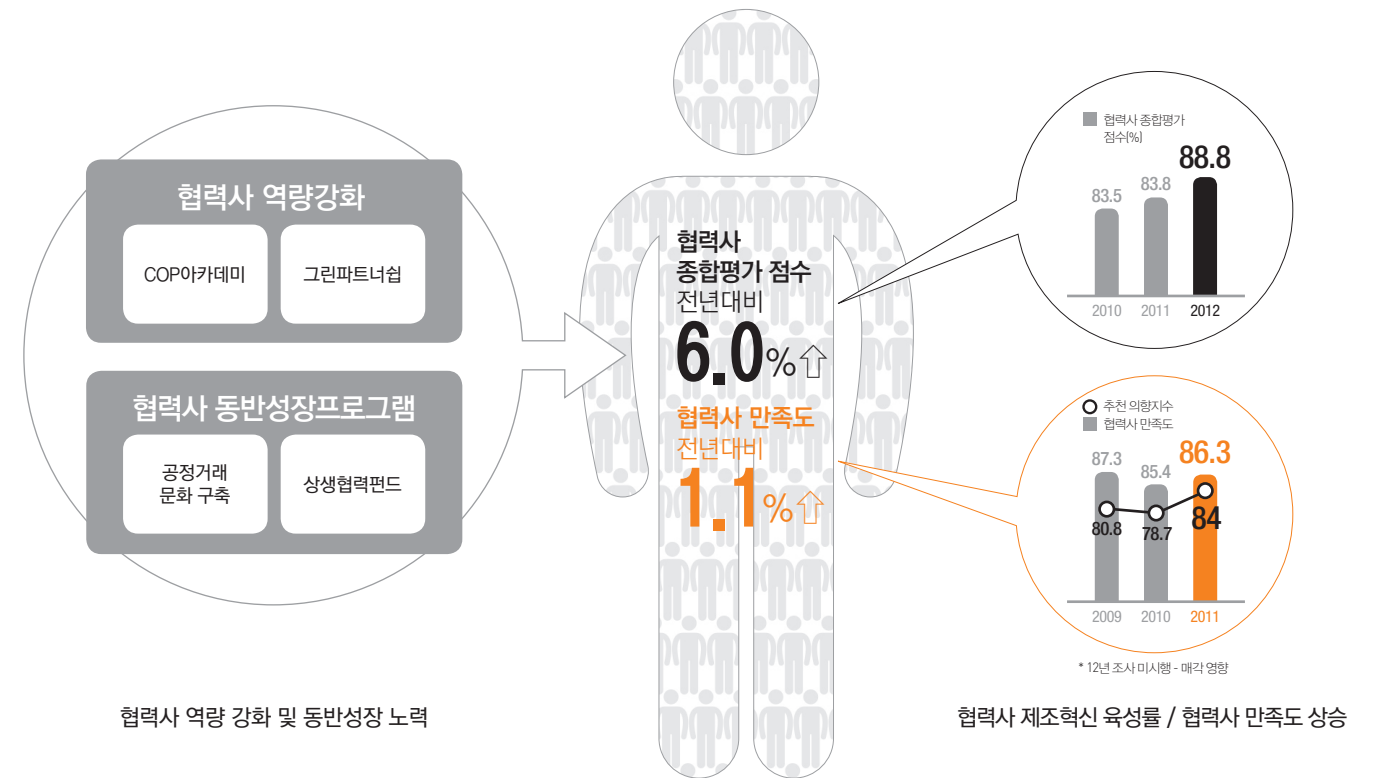 협력사 역량강화
COP아카데미
그린파트너쉽
협력사 동반성장프로그램
공정거래
문화 구축
상생협력펀드
협력사 역량 강화 및 동반성장 노력
협력사
종합평가 점수
전년대비
6.0%
협력사 만족도
전년대비
1.1%
협력사 종합평가
점수(%)
83.5
83.8
88.8
2010
2011
2012
추천 의향지수
협력사 만족도
87.3
85.4
86.3
80.8
78.7
84
2009
2010
2011
* 12년 조사 미시행 - 매각 영향
협력사 제조혁신 육성률 / 협력사 만족도 상승